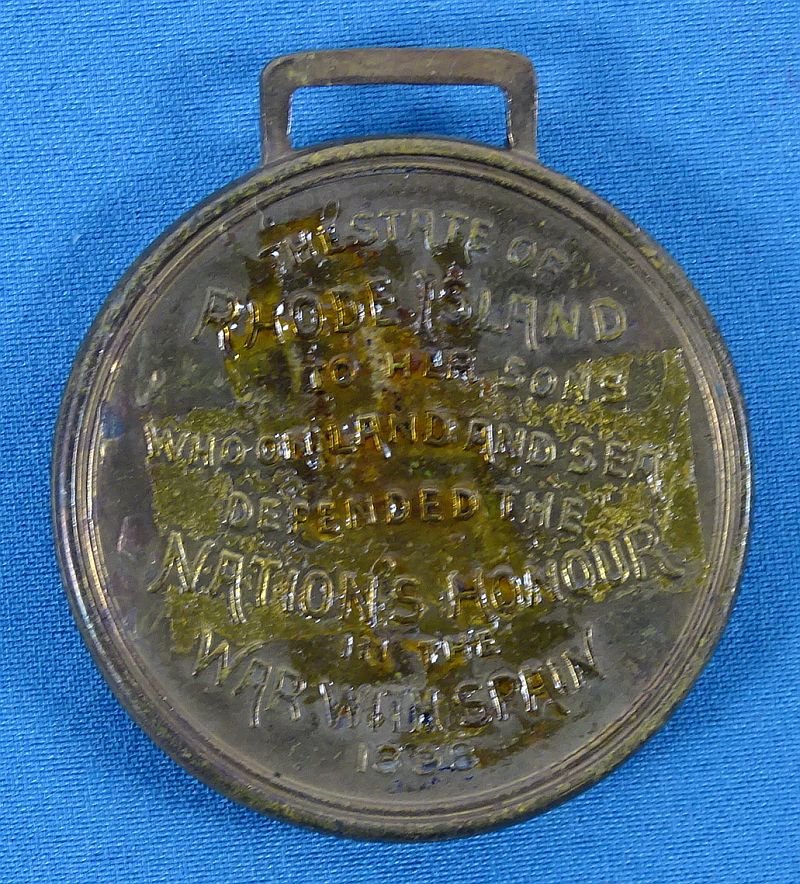 THE STATE OF
RHODE ISLAND
TO HER SONS
WHO ON LAND AND SEA
DEFENDED THE
NATION'S HONOUR
IN THE
WAR WITH SPAIN
1898